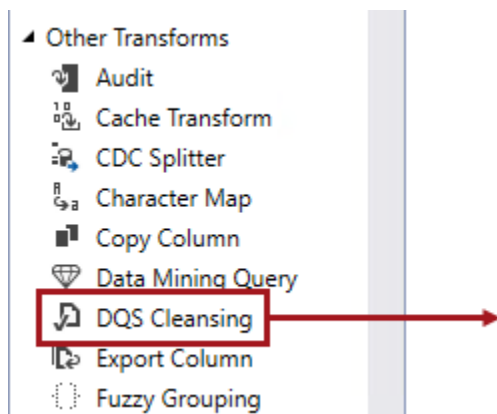 Other Transforms
Audit
Cache Transform
CDC Splitter
Character Map
Copy Column
Data Mining Query
DQS Cleansing
Export Column
Fuzzy Grouping